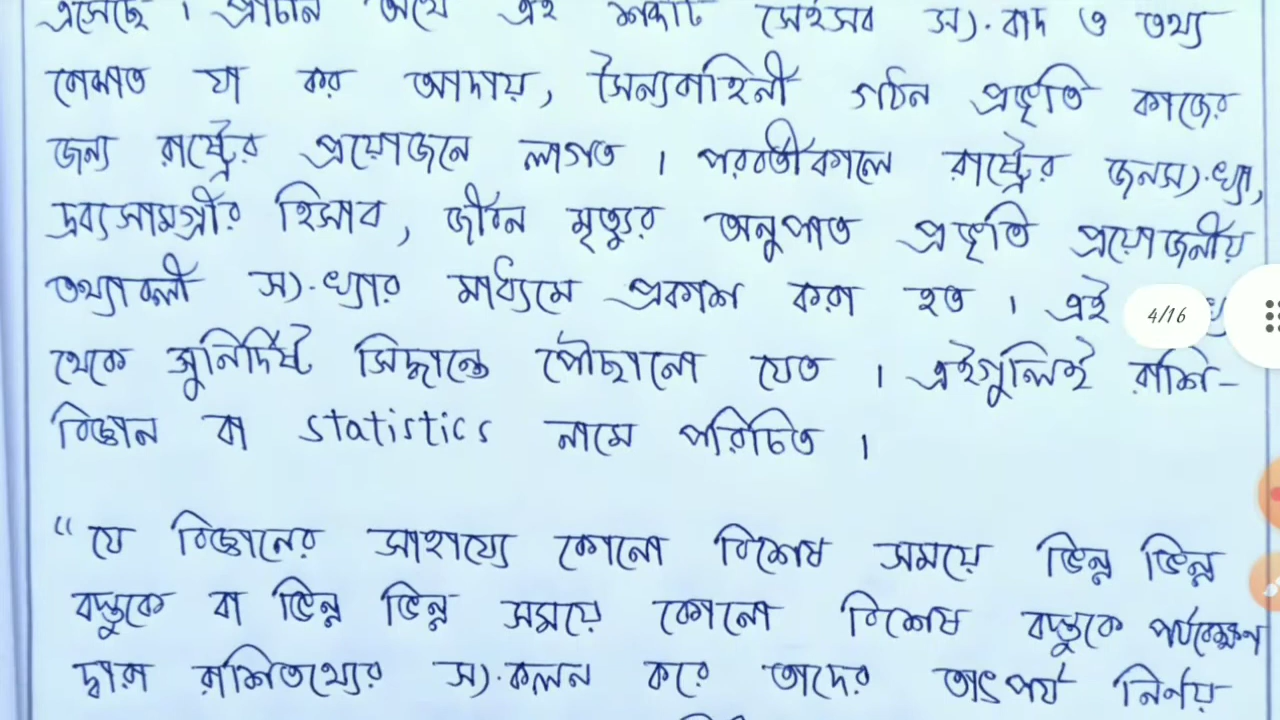 এসেছে । প্রাচীন অর্থে এই শব্দটি সেইসব সংবাদ ও তথ্য
বোঝাত যা কর আদায়, সৈন্যবাহিনী গঠন প্রভৃতি কাজের
জন্য রাষ্ট্রের প্রয়োজনে লাগত । পরবর্তীকালে রাষ্ট্রের জনসংখ্যা,
দ্রব্যসামগ্রীর হিসাব, জীবন মৃত্যুর অনুপাত প্রভৃতি প্রয়োজনীয়
তথ্যাবলী সংখ্যার মাধ্যমে প্রকাশ করা হত । এই
4/16
থেকে সুনির্দিষ্ট সিদ্ধান্তে পৌছানো যেত । এইগুলিই রাশি-
বিজ্ঞান বা statistics নামে পরিচিত ।
“যে বিজ্ঞানের সাহায্যে কোনো বিশেষ সময়ে ভিন্ন ভিন্ন
বস্তুকে বা ভিন্ন ভিন্ন সময়ে কোনো বিশেষ বস্তুকে পর্যবেক্ষণ
দ্বারা রাশিতথ্যের সংকলন করে তাদের তাৎপর্য নির্ণয়